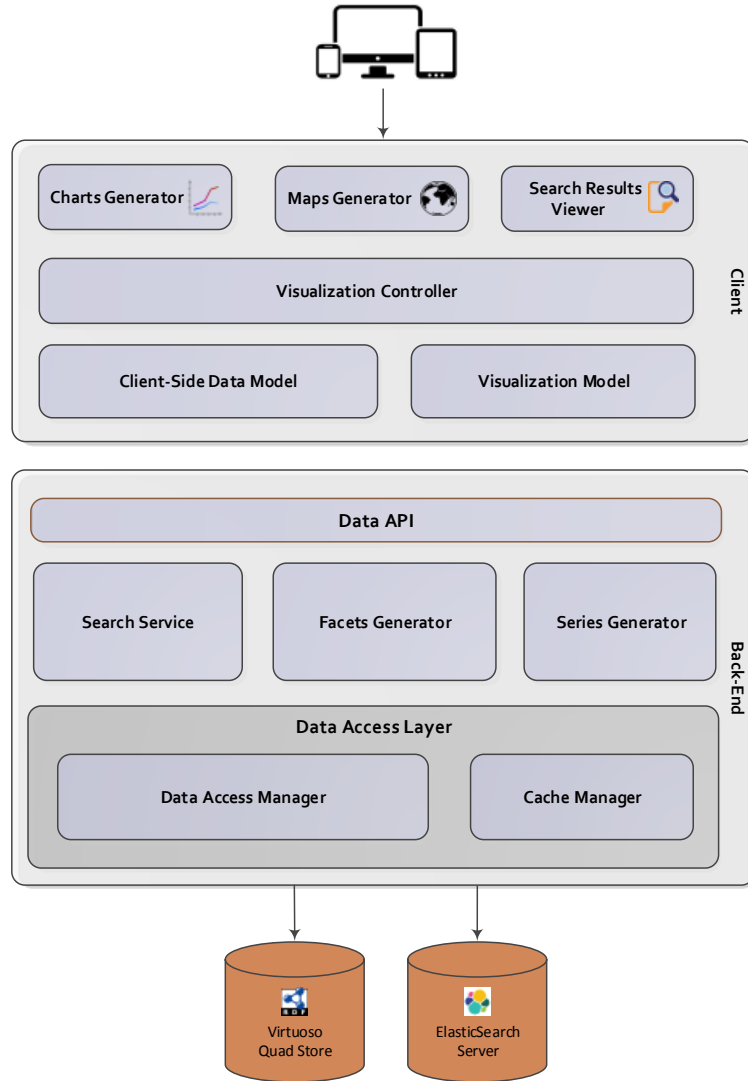 Charts Generator
Maps Generator
Search Results
Viewer
Visualization Controller
Client
Client-Side Data Model
Visualization Model
Data API
Search Service
Facets Generator
Series Generator
Back-End
Data Access Layer
Data Access Manager
Cache Manager
RDF
Virtuoso
Quad Store
ElasticSearch
Server